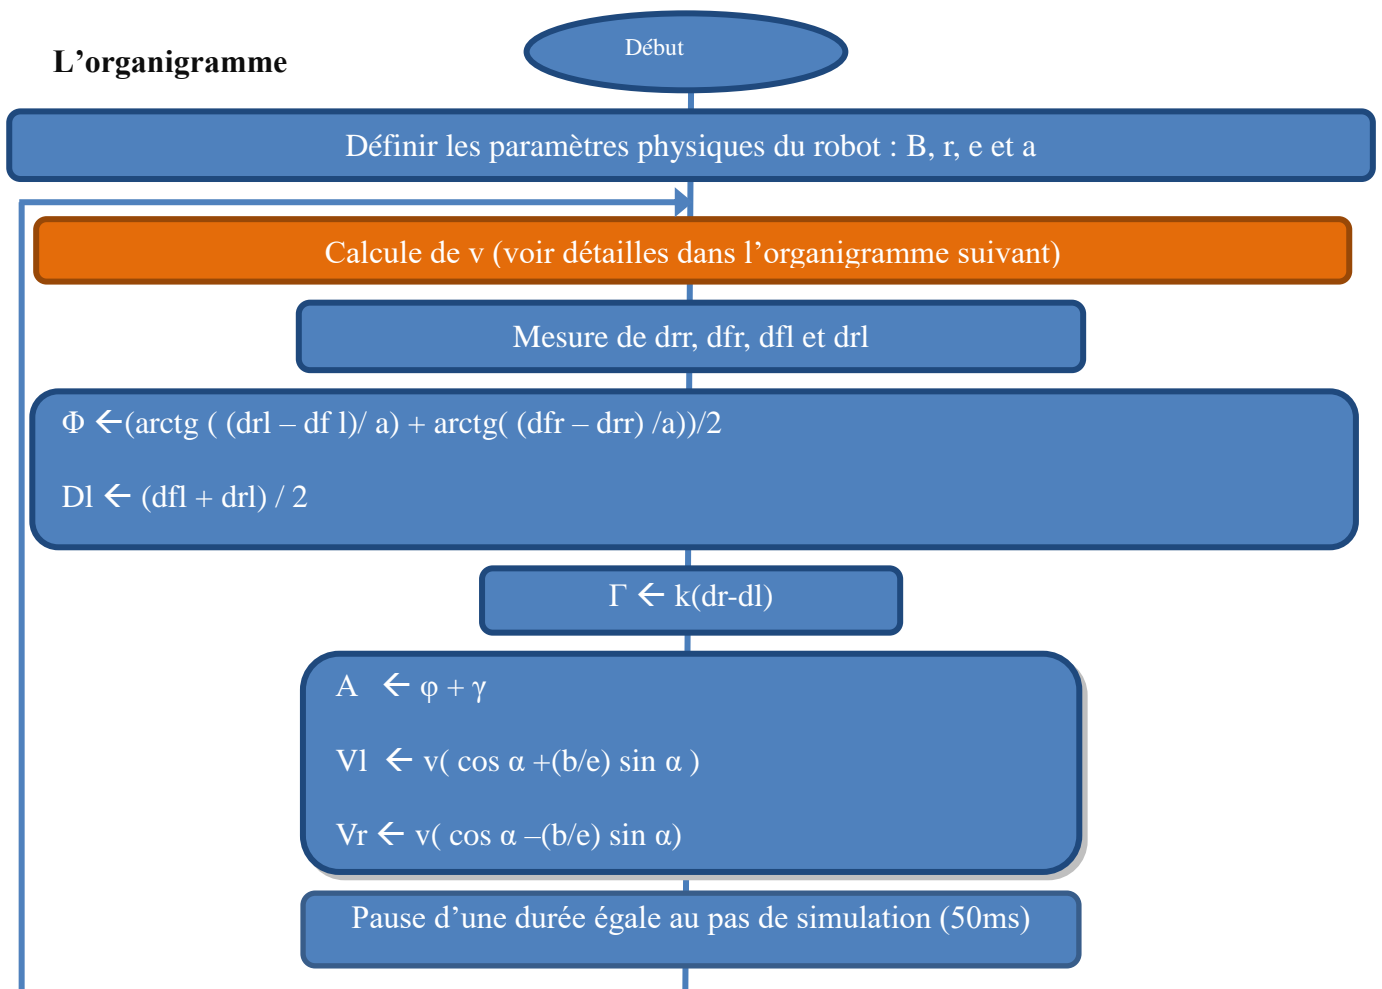 L'organigramme
Début
Définir les paramètres physiques du robot : B, r, e et a
Calcule de v (voir détailles dans l'organigramme suivant)
Mesure de drr, dfr, dfl et drl
Φ ←(arctg ( (drl – df l)/ a) + arctg( (dfr – drr) /a))/2
Dl ← (dfl + drl) / 2
Γ ← k(dr-dl)
A ← φ + γ
Vl ← v( cos α +(b/e) sin α )
Vr ← v( cos α –(b/e) sin α)
Pause d'une durée égale au pas de simulation (50ms)